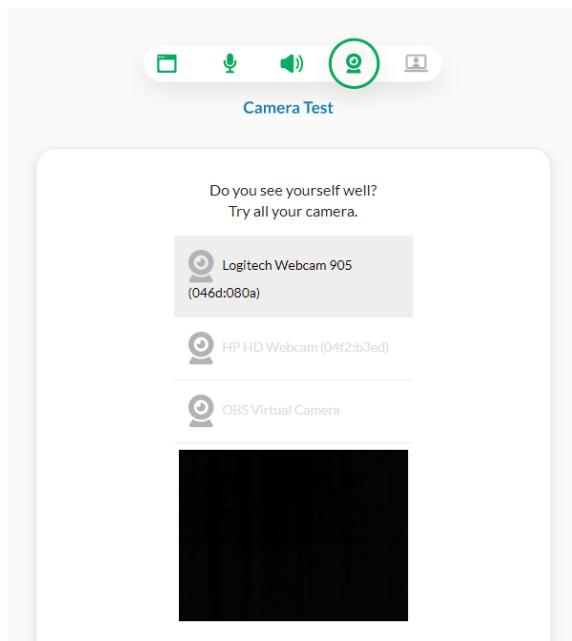 Camera Test
Do you see yourself well?
Try all your camera.
Logitech Webcam 905
(046d:080a)
HP HD Webcam (04f2:b3ed)
OBS Virtual Camera